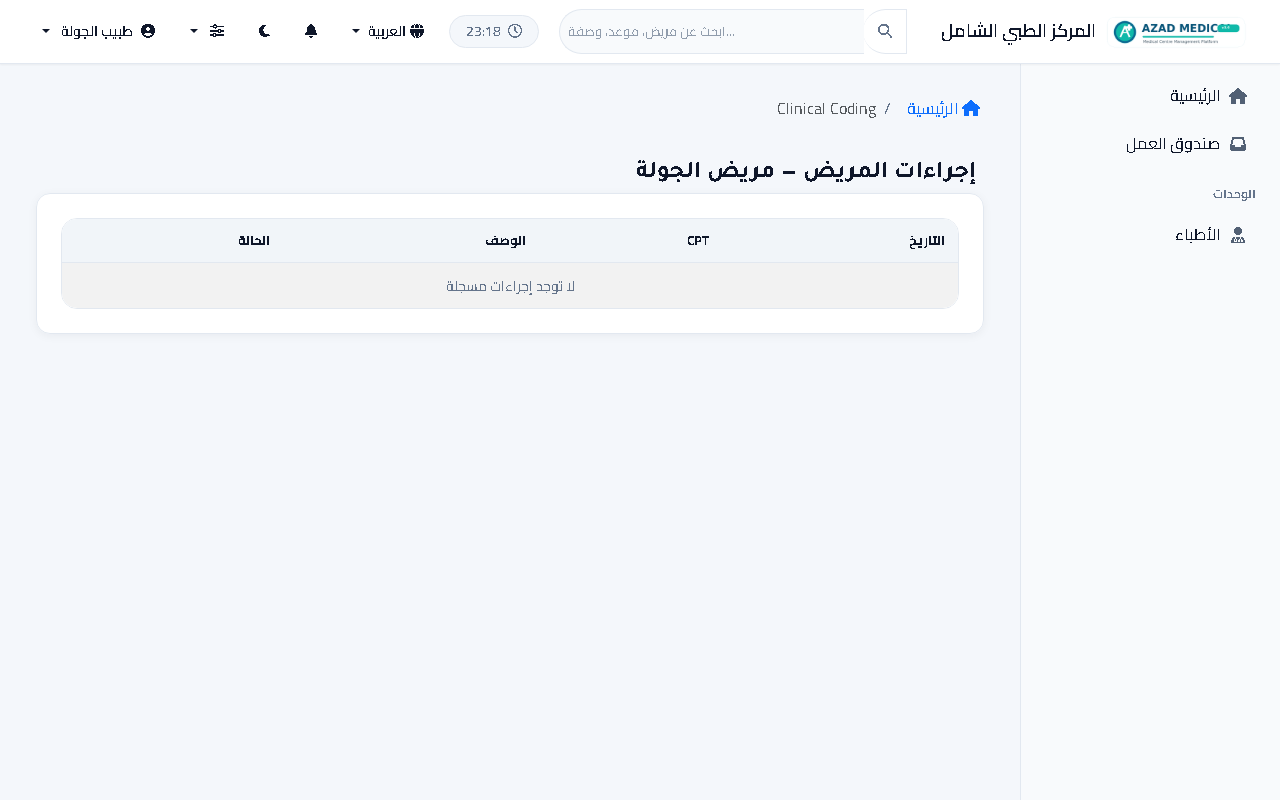 AZAD MEDIC
Medical Centre Management Platform
المركز الطبي الشامل
ابحث عن مريض، موعد، وصفة...
23:18
العربية
طبيب الجولة
الرئيسية
صندوق العمل
الوحدات
الأطباء
الرئيسية / Clinical Coding
إجراءات المريض – مريض الجولة
التاريخ CPT الوصف الحالة
لا توجد إجراءات مسجلة